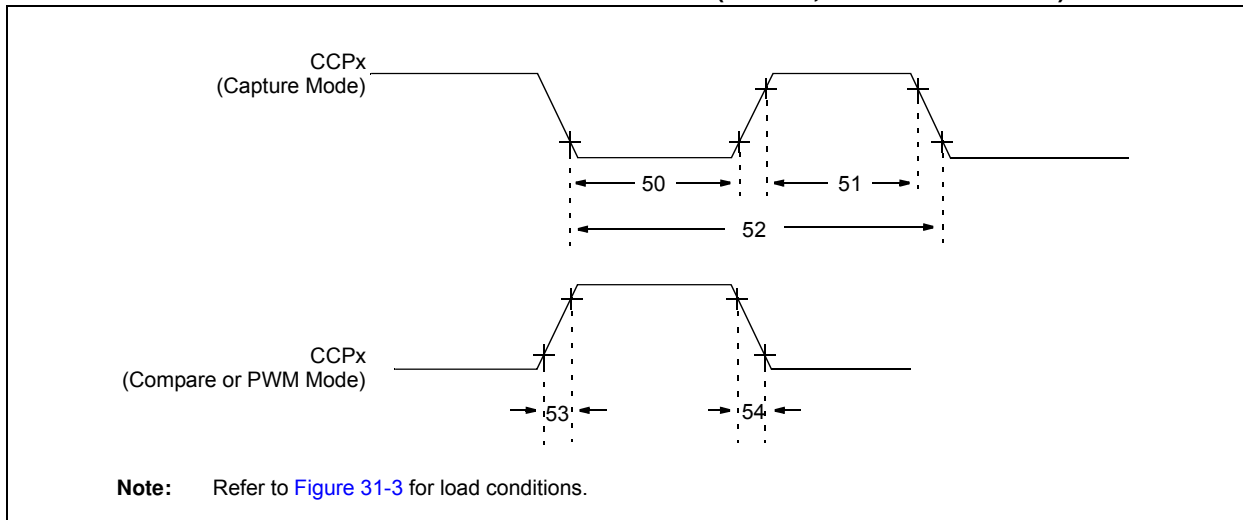 CCPx
(Capture Mode)
50
51
52
CCPx
(Compare or PWM Mode)
53
54
Note: Refer to Figure 31-3 for load conditions.